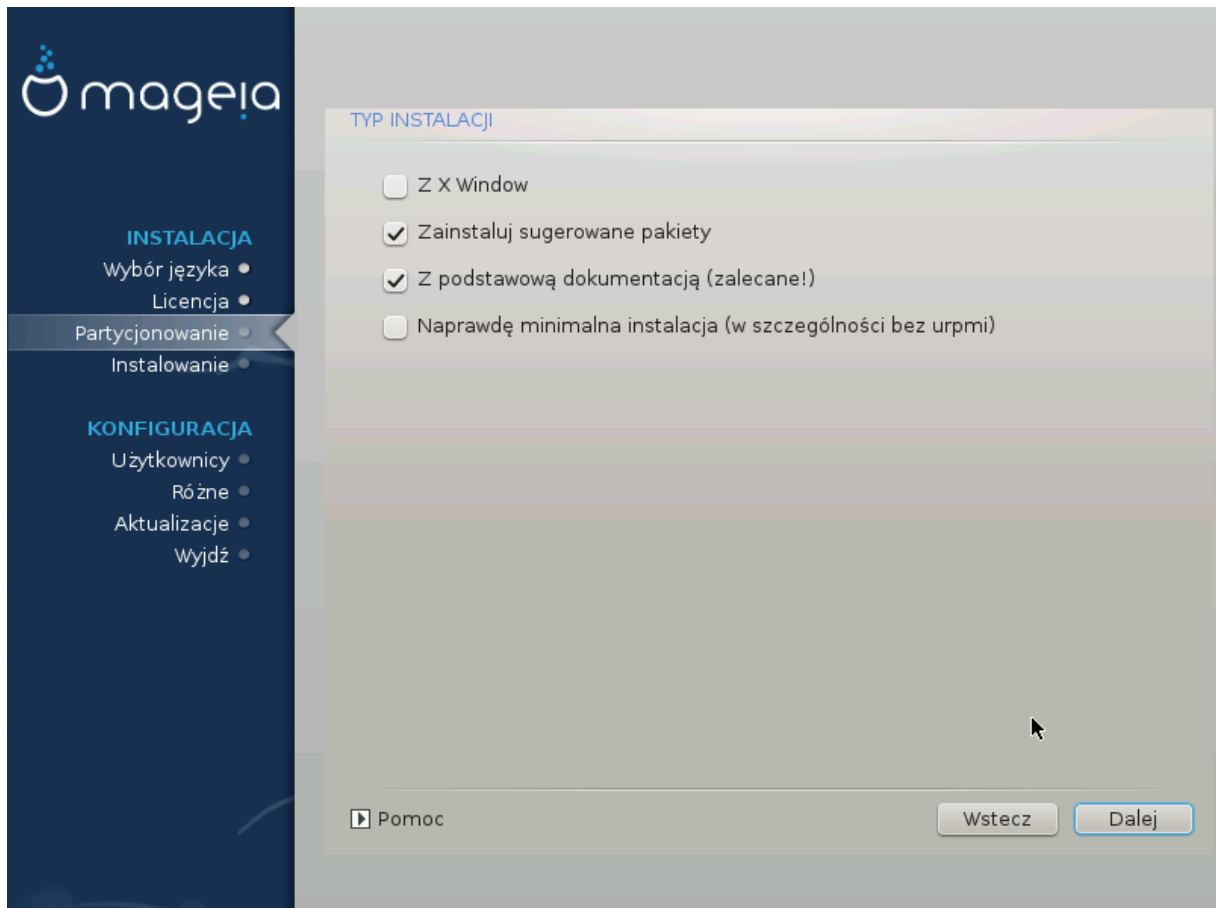 mageia
INSTALACJA
Wybór języka
Licencja
Partycjonowanie
Instalowanie
KONFIGURACJA
Użytkownicy
Różne
Aktualizacje
Wyjdź
TYP INSTALACJI
Z X Window
Zainstaluj sugerowane pakiety
Z podstawową dokumentacją (zalecane!)
Naprawdę minimalna instalacja (w szczególności bez urpmi)
Pomoc
Wstecz
Dalej